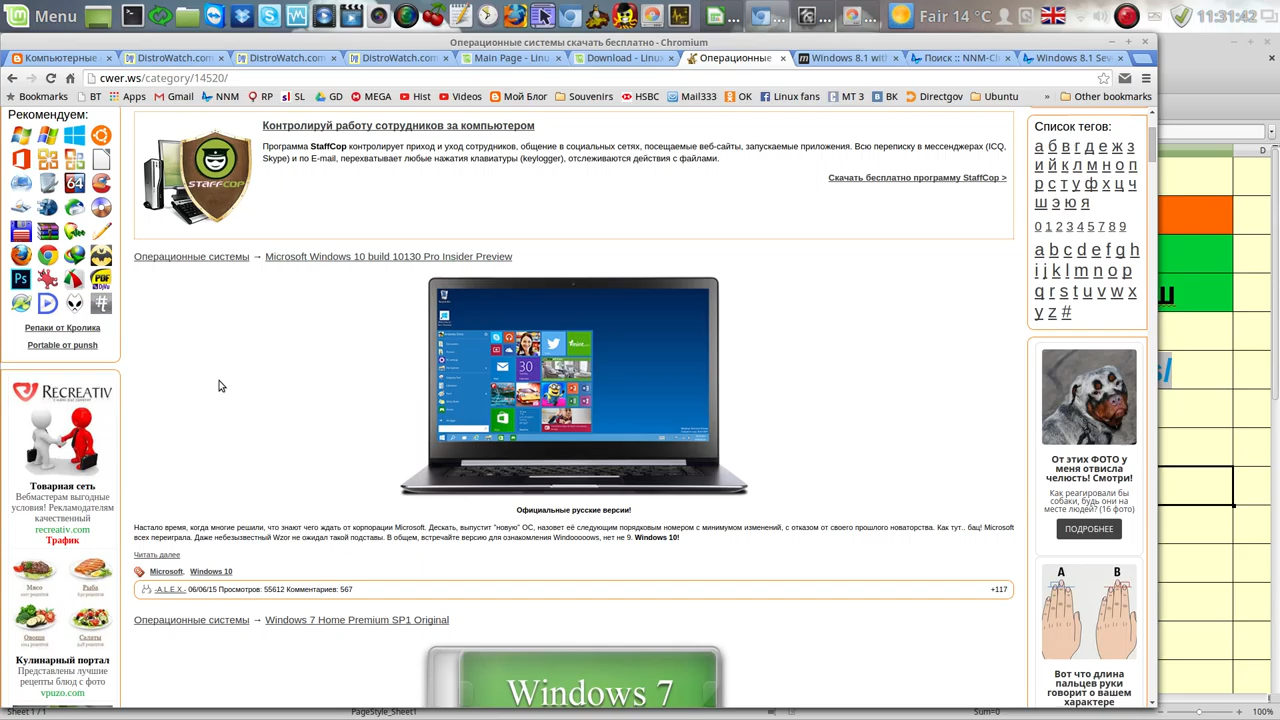 Menu
Fair 14 °C
11:31:42
Операционные системы скачать бесплатно - Chromium
Компьютерные
DistroWatch.com
DistroWatch.com
DistroWatch.com
Main Page - Linu
Download - Linux
Операционные
Windows 8.1 with
Поиск :: NNM-Cl
Windows 8.1 Sev
cwer.ws/category/14520/
Bookmarks
BT
Apps
Gmail
NNM
RP
SL
GD
MEGA
Hist
Videos
Мой Блог
Souvenirs
HSBC
Mail33
OK
Linux fans
MT 3
ВК
Directgov
Ubuntu
»
Other bookmarks
Рекомендуем:
64
Ps
PDF
DjVu
#
Репаки от Кролика
Portable от punsh
RECREATIV
Товарная сеть
Вебмастерам выгодные
условия! Рекламодателям
качественный
recreativ.com
Трафик
Мясо
Рыба
Овощи
Салаты
Кулинарный портал
Представлены лучшие
рецепты блюд с фото
vpuzo.com
STAFFCOP
Контролируй работу сотрудников за компьютером
Программа StaffCop контролирует приход и уход сотрудников, общение в социальных сетях, посещаемые веб-сайты, запускаемые приложения. Всю переписку в мессенджерах (ICQ,
Skype) и по E-mail, перехватывает любые нажатия клавиатуры (keylogger), отслеживаются действия с файлами.
Скачать бесплатно программу StaffCop >
Операционные системы → Microsoft Windows 10 build 10130 Pro Insider Preview
30
Официальные русские версии!
Настало время, когда многие решили, что знают чего ждать от корпорации Microsoft. Дескать, выпустит "новую" ОС, назовет её следующим порядковым номером с минимумом изменений, с отказом от своего прошлого новаторства. Как тут.. бац! Microsoft
всех переиграла. Даже небезызвестный Wzor не ожидал такой подставы. В общем, встречайте версию для ознакомления Windooooows, нет не 9. Windows 10!
Читать далее
Microsoft, Windows 10
-A.L.E.X.- 06/06/15 Просмотров: 55612 Комментариев: 567
+117
Операционные системы → Windows 7 Home Premium SP1 Original
Windows 7
Список тегов:
а б в г д е ж з
и й к л м н о п
р с т у ф х ц ч
ш э ю я
0 1 2 3 4 5 6 7 8 9
a b c d e f g h
i j k l m n o p
q r s t u v w x
y z #
От этих ФОТО у
меня отвисла
челюсть! Смотри!
Как реагировали бы
собаки, будь они на
месте людей? (16 фото)
ПОДРОБНЕЕ
A
B
Вот что длина
пальцев руки
говорит о вашем
характере
D
Sheet 1 / 1
PageStyle_Sheet1
Sum=0
100%